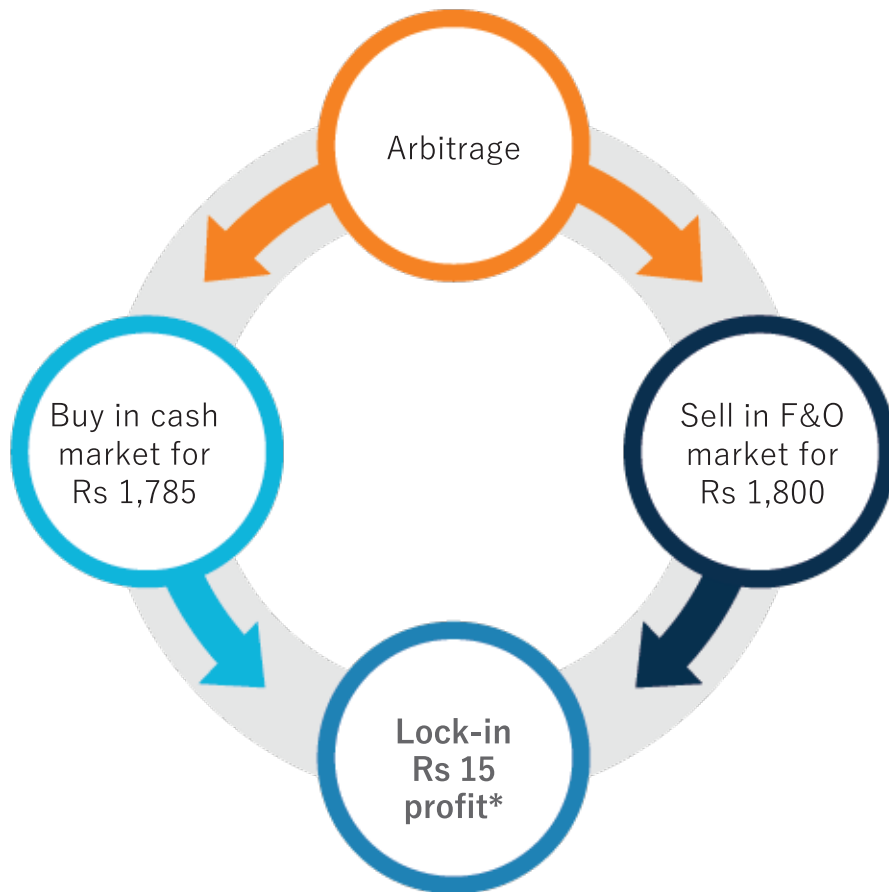 Arbitrage
Buy in cash
market for
Rs 1,785
Sell in F&O
market for
Rs 1,800
Lock-in
Rs 15
profit*